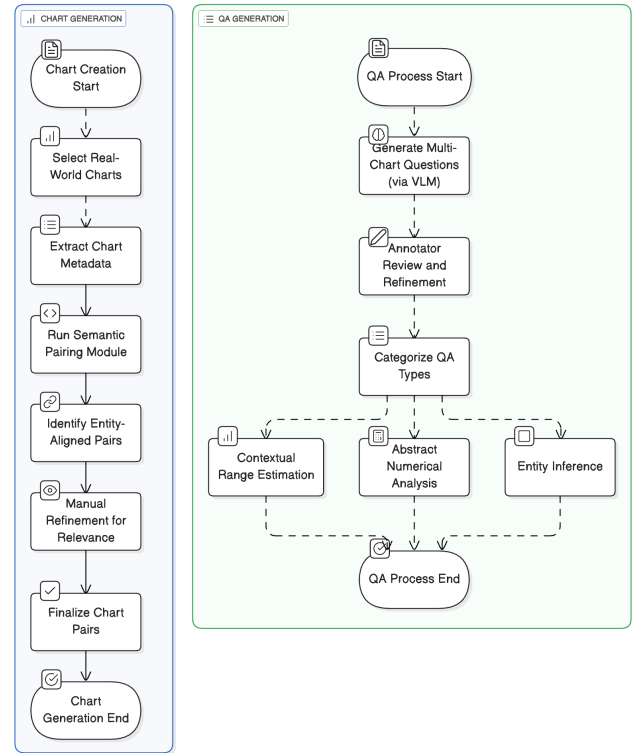 CHART GENERATION
Chart Creation
Start
Select Real-
World Charts
Extract Chart
Metadata
Run Semantic
Pairing Module
Identify Entity-
Aligned Pairs
Manual
Refinement for
Relevance
Finalize Chart
Pairs
Chart
Generation End
QA GENERATION
QA Process Start
Generate Multi-
Chart Questions
(via VLM)
Annotator
Review and
Refinement
Categorize QA
Types
Contextual
Range Estimation
Abstract
Numerical
Analysis
Entity Inference
QA Process End